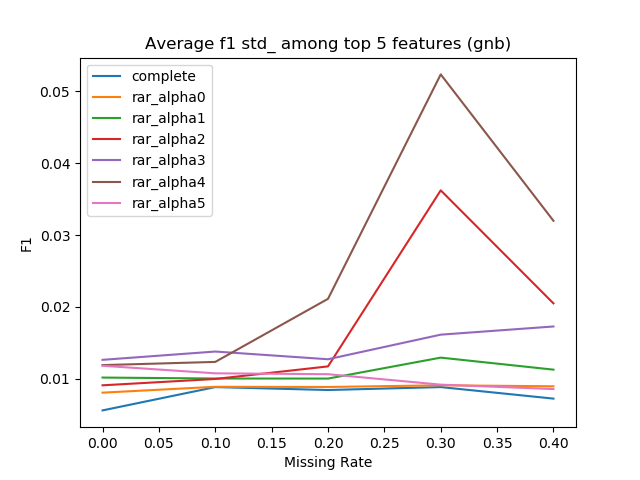 Average f1 std_ among top 5 features (gnb)
complete
rar_alpha0
rar_alpha1
rar_alpha2
rar_alpha3
rar_alpha4
rar_alpha5
0.05
0.04
0.03
0.02
0.01
F1
0.00 0.05 0.10 0.15 0.20 0.25 0.30 0.35 0.40
Missing Rate